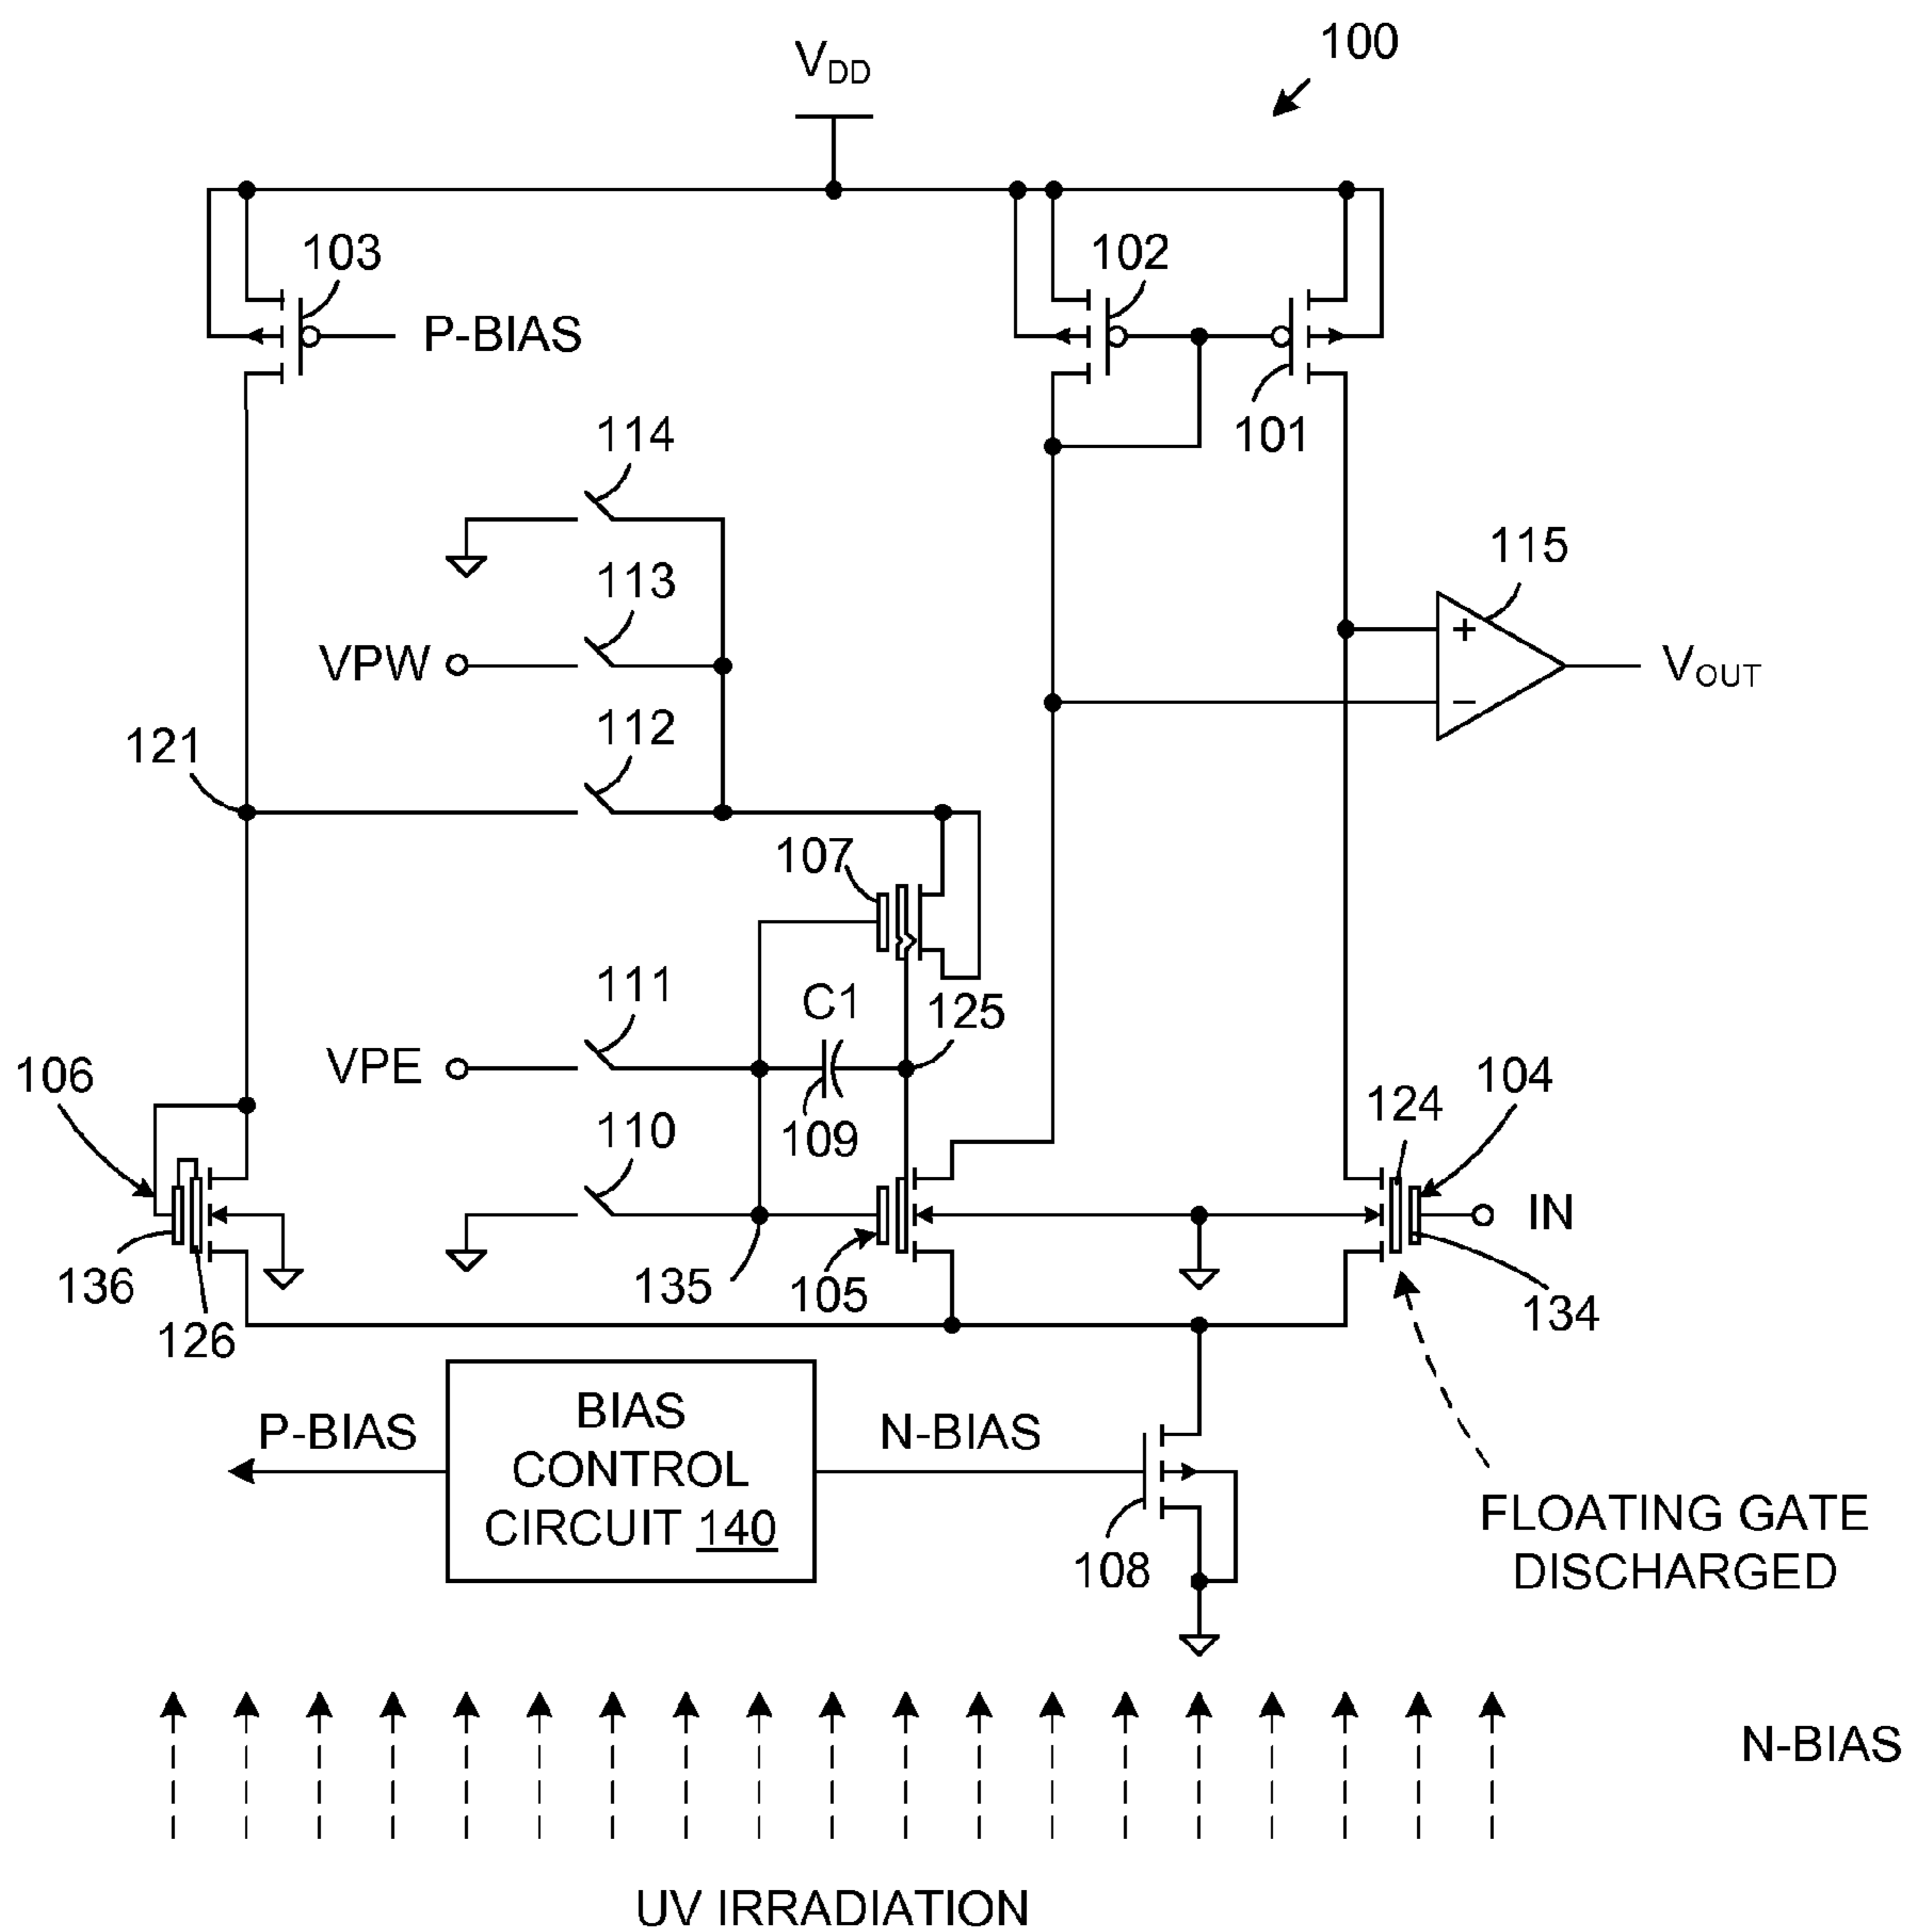 100
VDD
103
102
P-BIAS
101
114
115
113
VPW
VOUT
112
121
107
111
C1
125
VPE
106
104
124
110
109
IN
136
135
105
134
126
BIAS
CONTROL
CIRCUIT 140
P-BIAS
N-BIAS
108
FLOATING GATE
DISCHARGED
N-BIAS
UV IRRADIATION